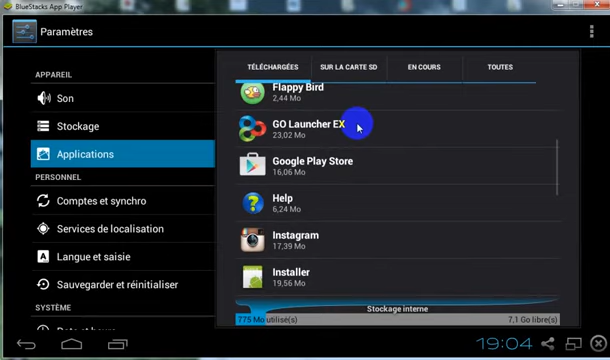 BlueStacks App Player
Paramètres
APPAREIL
Son
Stockage
Applications
PERSONNEL
Comptes et synchro
Services de localisation
Langue et saisie
Sauvegarder et réinitialiser
SYSTÈME
TÉLÉCHARGÉES
SUR LA CARTE SD
EN COURS
TOUTES
Flappy Bird
2,44 Mo
GO Launcher EX
23,02 Mo
Google Play Store
16,06 Mo
Help
6,24 Mo
Instagram
17,39 Mo
Installer
19,56 Mo
Stockage interne
775 Mo utilisé(s)
7.1 Go libre(s)
19:04